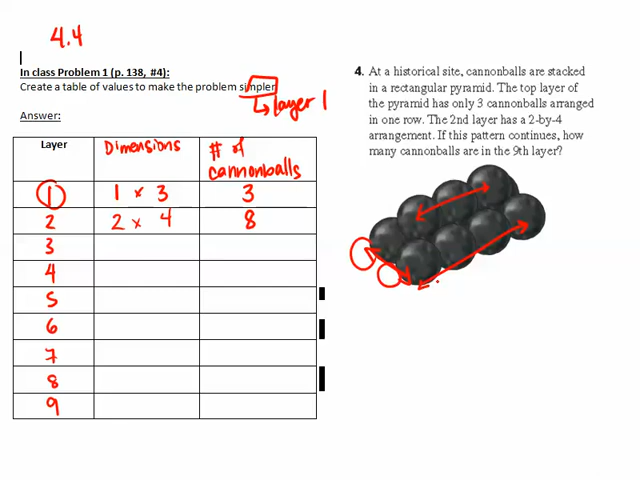 4.4
In class Problem 1 (p. 138, #4):
Create a table of values to make the problem simpler
↳ layer 1
Answer:
Layer Dimensions # of cannonballs
1 1 × 3 3
2 2 × 4 8
3
4
5
6
7
8
9
4. At a historical site, cannonballs are stacked
in a rectangular pyramid. The top layer of
the pyramid has only 3 cannonballs arranged
in one row. The 2nd layer has a 2-by-4
arrangement. If this pattern continues, how
many cannonballs are in the 9th layer?